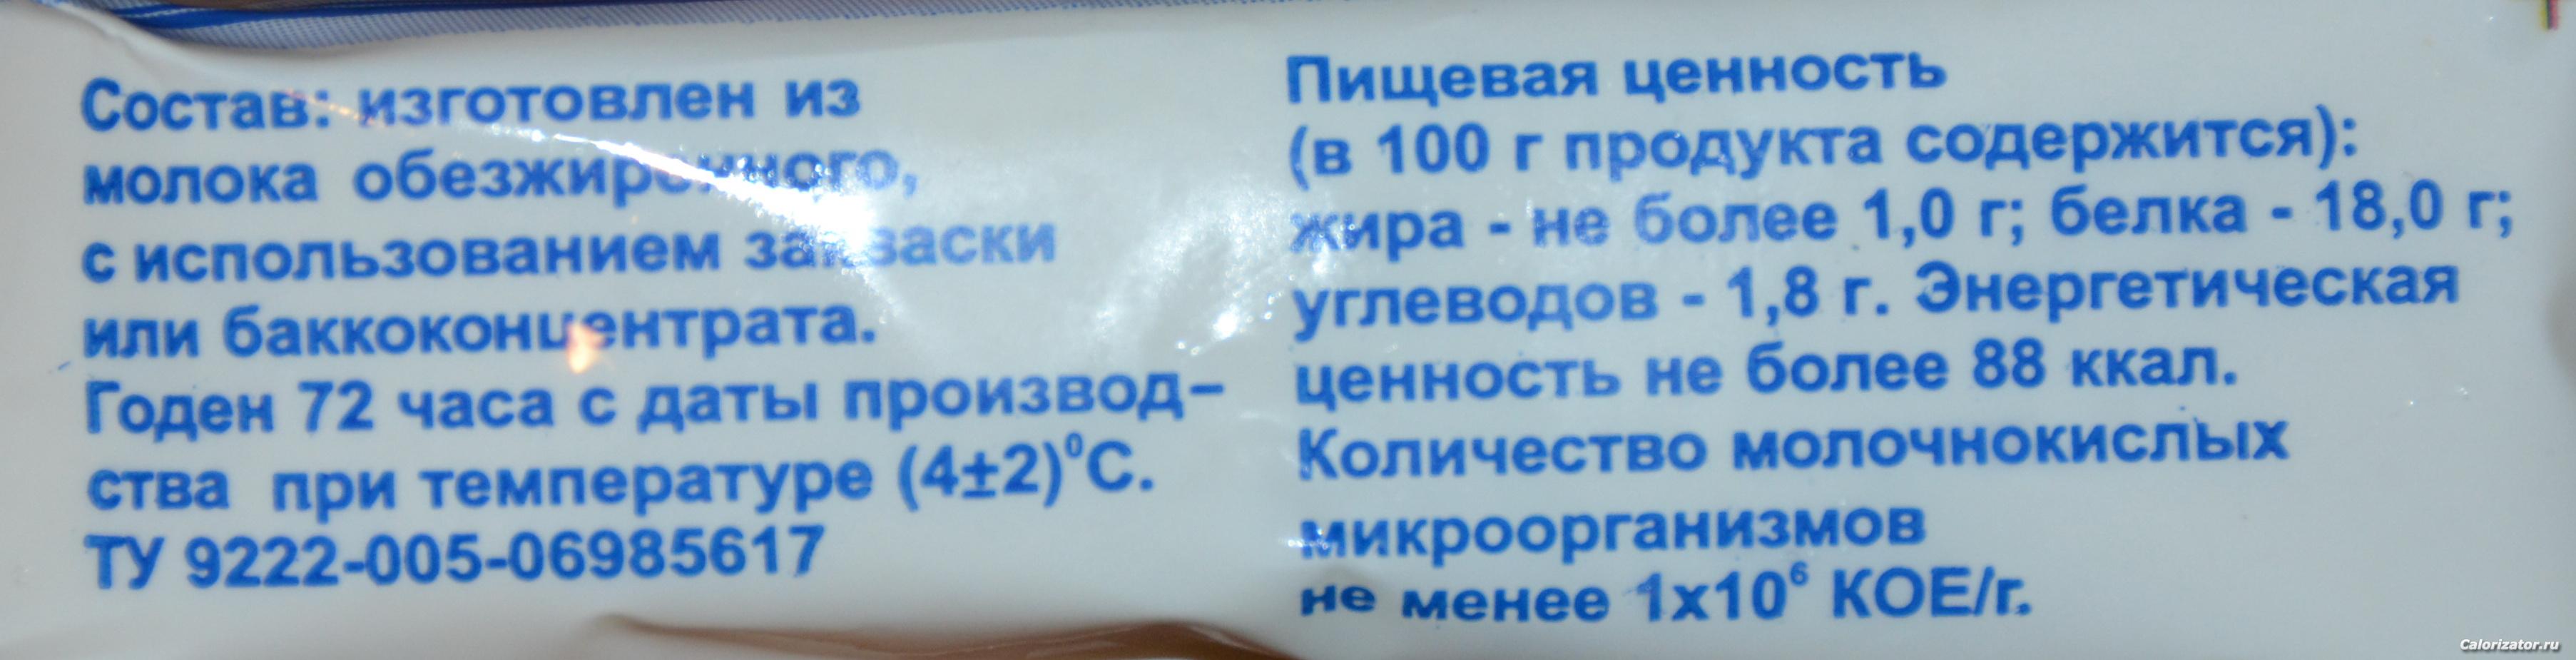 Состав: изготовлен из
молока обезжиренного,
с использованием закваски
или баккоконцентрата.
Годен 72 часа с даты производ-
ства при температуре (4±2)⁰С.
ТУ 9222-005-06985617
Пищевая ценность
(в 100 г продукта содержится):
жира - не более 1,0 г; белка - 18,0 г;
углеводов - 1,8 г. Энергетическая
ценность не более 88 ккал.
Количество молочнокислых
микроорганизмов
не менее 1х10⁶ КОЕ/г.
Calorizator.ru